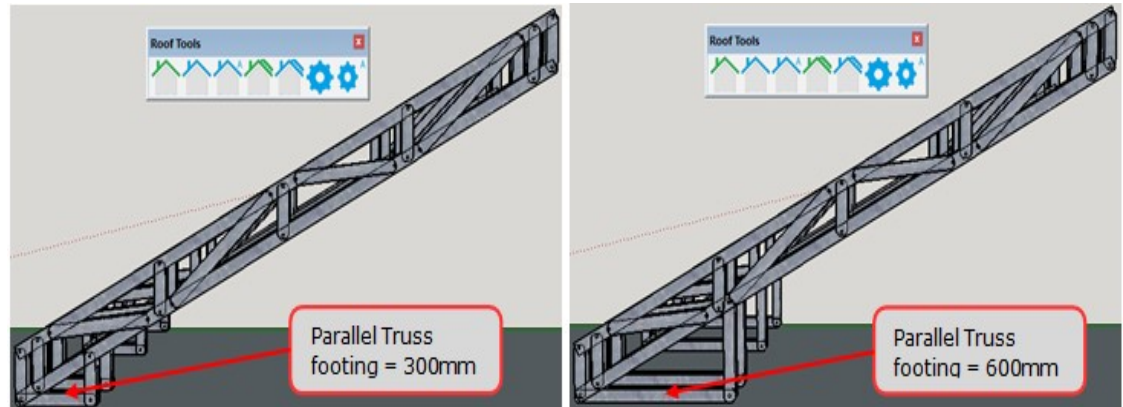 Roof Tools
A
A
Parallel Truss
footing = 300mm
Roof Tools
A
A
Parallel Truss
footing = 600mm